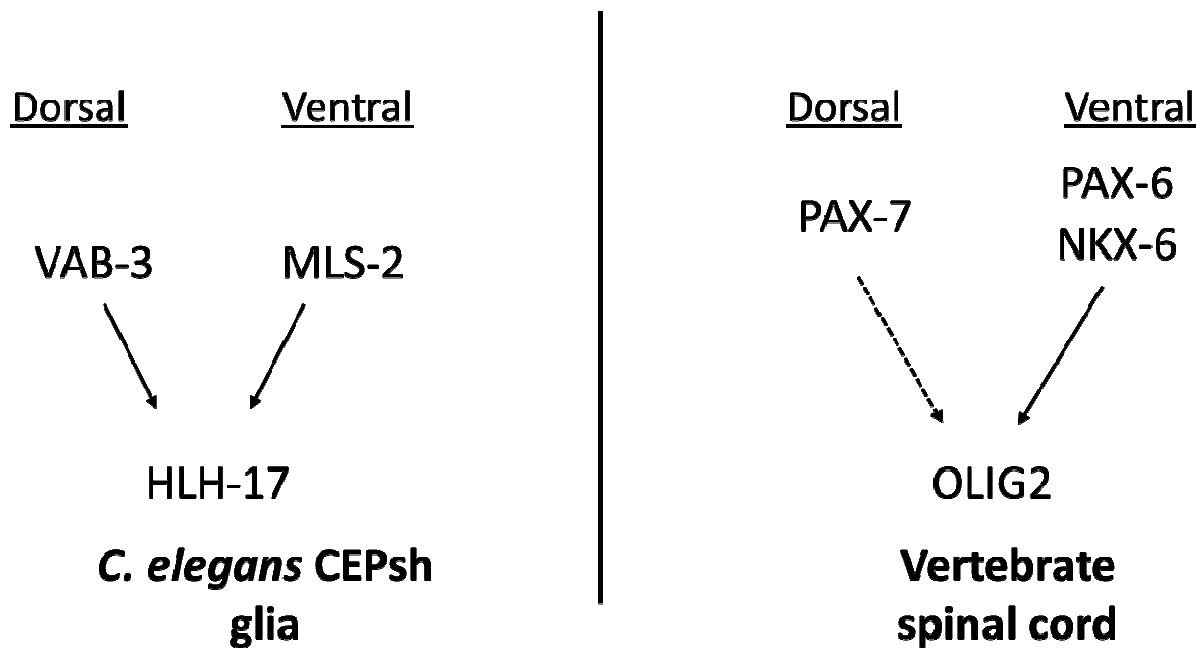 Dorsal
Ventral
VAB-3
MLS-2
HLH-17
C. elegans CEPsh
glia
Dorsal
Ventral
PAX-7
PAX-6
NKX-6
OLIG2
Vertebrate
spinal cord